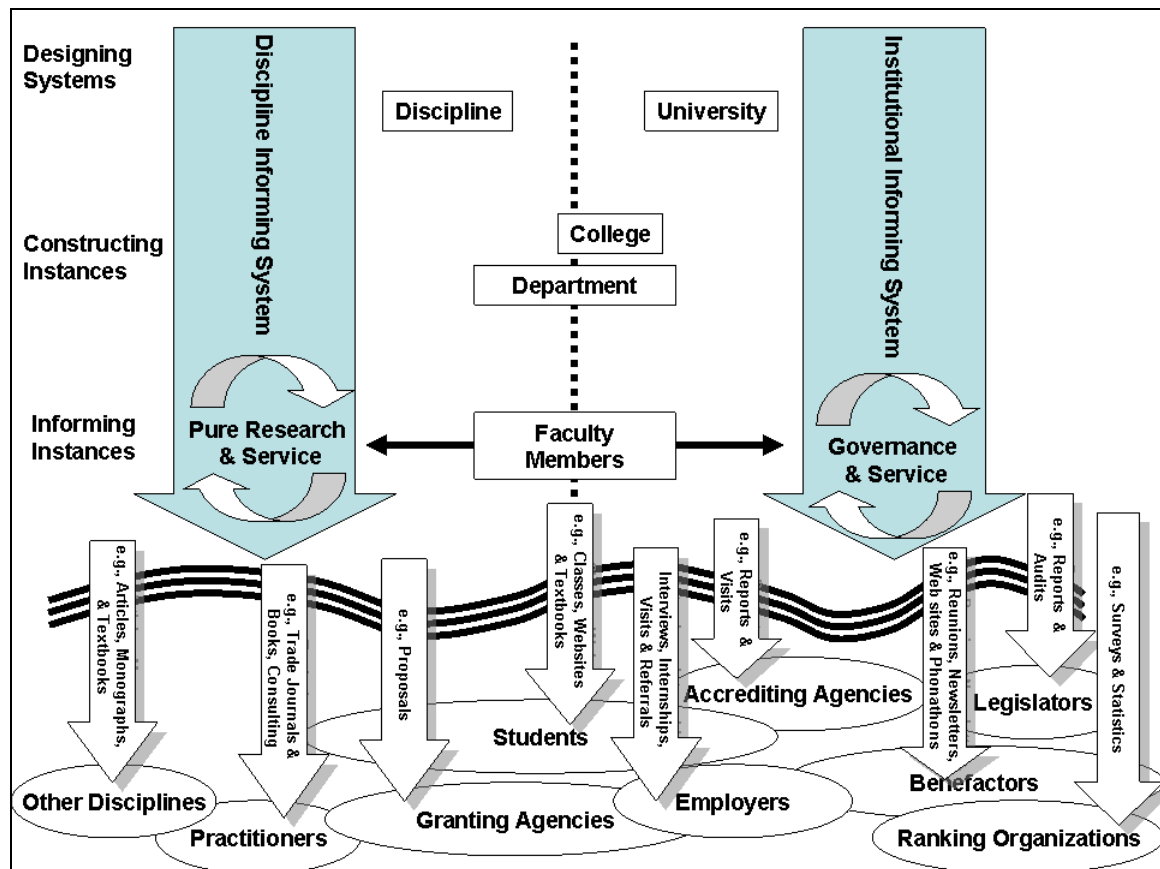 Designing
Systems
Discipline Informing System
Institutional Informing System
Discipline
University
Constructing
Instances
College
Department
Informing
Instances
Pure Research
& Service
Faculty
Members
Governance
& Service
e.g., Articles, Monographs,
& Textbooks
e.g., Trade Journals &
Books, Consulting
e.g., Proposals
e.g., Classes, Websites
& Textbooks
Interviews, Internships,
Visits & Referrals
e.g., Reports &
Visits
e.g., Reunions, Newsletters,
Web sites & Phonathons
e.g., Reports &
Audits
e.g., Surveys & Statistics
Accrediting Agencies
Legislators
Students
Benefactors
Other Disciplines
Employers
Granting Agencies
Practitioners
Ranking Organizations